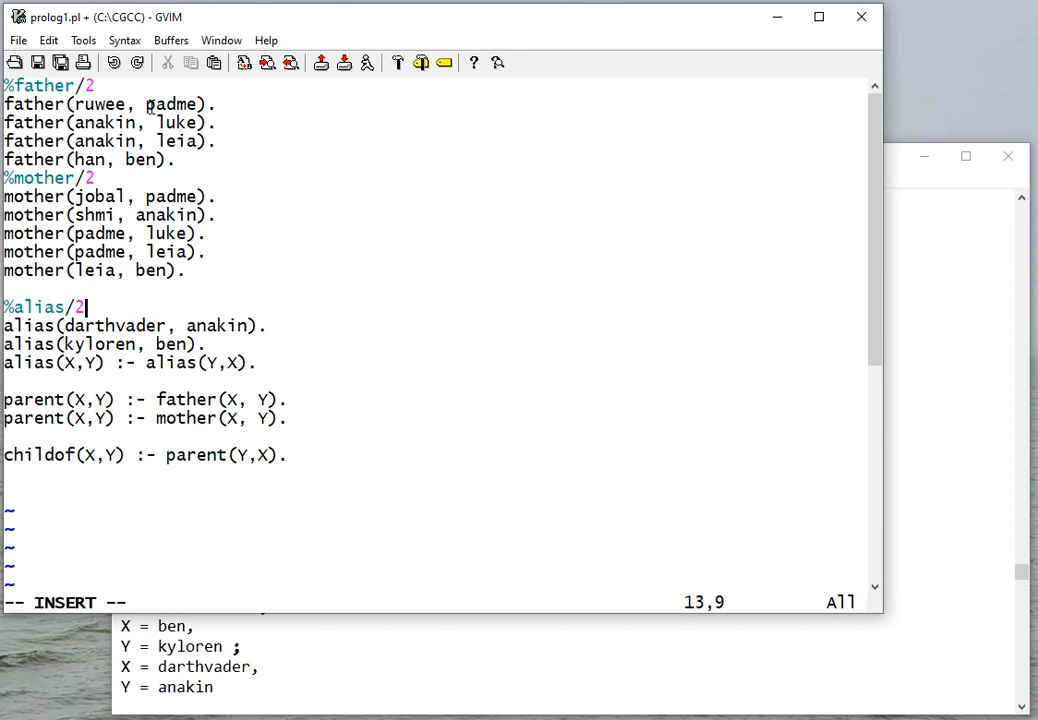 prolog1.pl + (C:\CGCC) - GVIM
File Edit Tools Syntax Buffers Window Help
%father/2
father(ruwee, padme).
father(anakin, luke).
father(anakin, leia).
father(han, ben).
%mother/2
mother(jobal, padme).
mother(shmi, anakin).
mother(padme, luke).
mother(padme, leia).
mother(leia, ben).
%alias/2
alias(darthvader, anakin).
alias(kyloren, ben).
alias(X,Y) :- alias(Y,X).
parent(X,Y) :- father(X, Y).
parent(X,Y) :- mother(X, Y).
childof(X,Y) :- parent(Y,X).
~
~
~
~
~
-- INSERT -- 13,9 All
X = ben,
Y = kyloren ;
X = darthvader,
Y = anakin